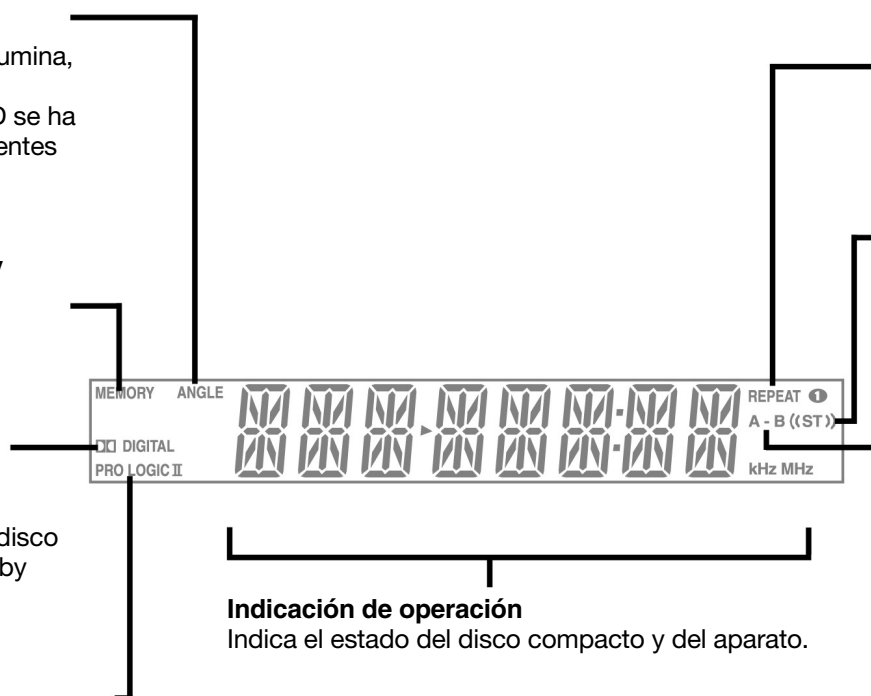 umina,
D se ha
entes
MEMORY ANGLE
REPEAT 1
A - B ((ST))
DIGITAL
PRO LOGIC II
kHz MHz
disco
by
Indicación de operación
Indica el estado del disco compacto y del aparato.